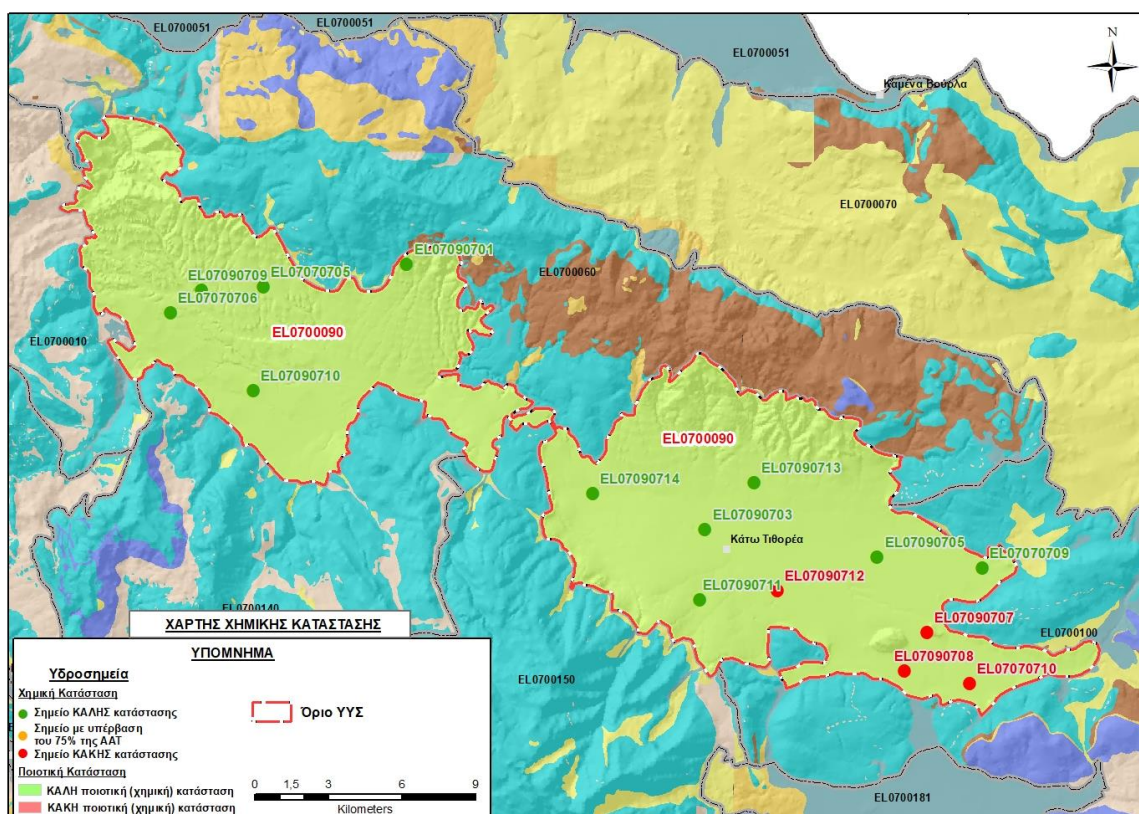 EL0700051
EL0700051
EL0700051
N
Καμένα Βούρλα
EL0700070
EL07090701
EL0700060
EL07090709
EL07070705
EL07070706
EL0700090
EL0700010
EL07090710
EL0700090
EL07090713
EL07090714
EL07090703
Κάτω Τιθορέα
EL07090705
EL07070709
EL07090711
EL07090712
EL0700140
EL07090707
EL0700100
EL07090708
EL07070710
EL0700150
EL0700181
ΧΑΡΤΗΣ ΧΗΜΙΚΗΣ ΚΑΤΑΣΤΑΣΗΣ
ΥΠΟΜΝΗΜΑ
Υδροσημεία
Χημική Κατάσταση
Σημείο ΚΑΛΗΣ κατάστασης
Σημείο με υπέρβαση
του 75% της ΑΑΤ
Σημείο ΚΑΚΗΣ κατάστασης
Όριο ΥΥΣ
Ποιοτική Κατάσταση
ΚΑΛΗ ποιοτική (χημική) κατάσταση
ΚΑΚΗ ποιοτική (χημική) κατάσταση
0 1,5 3 6 9
Kilometers